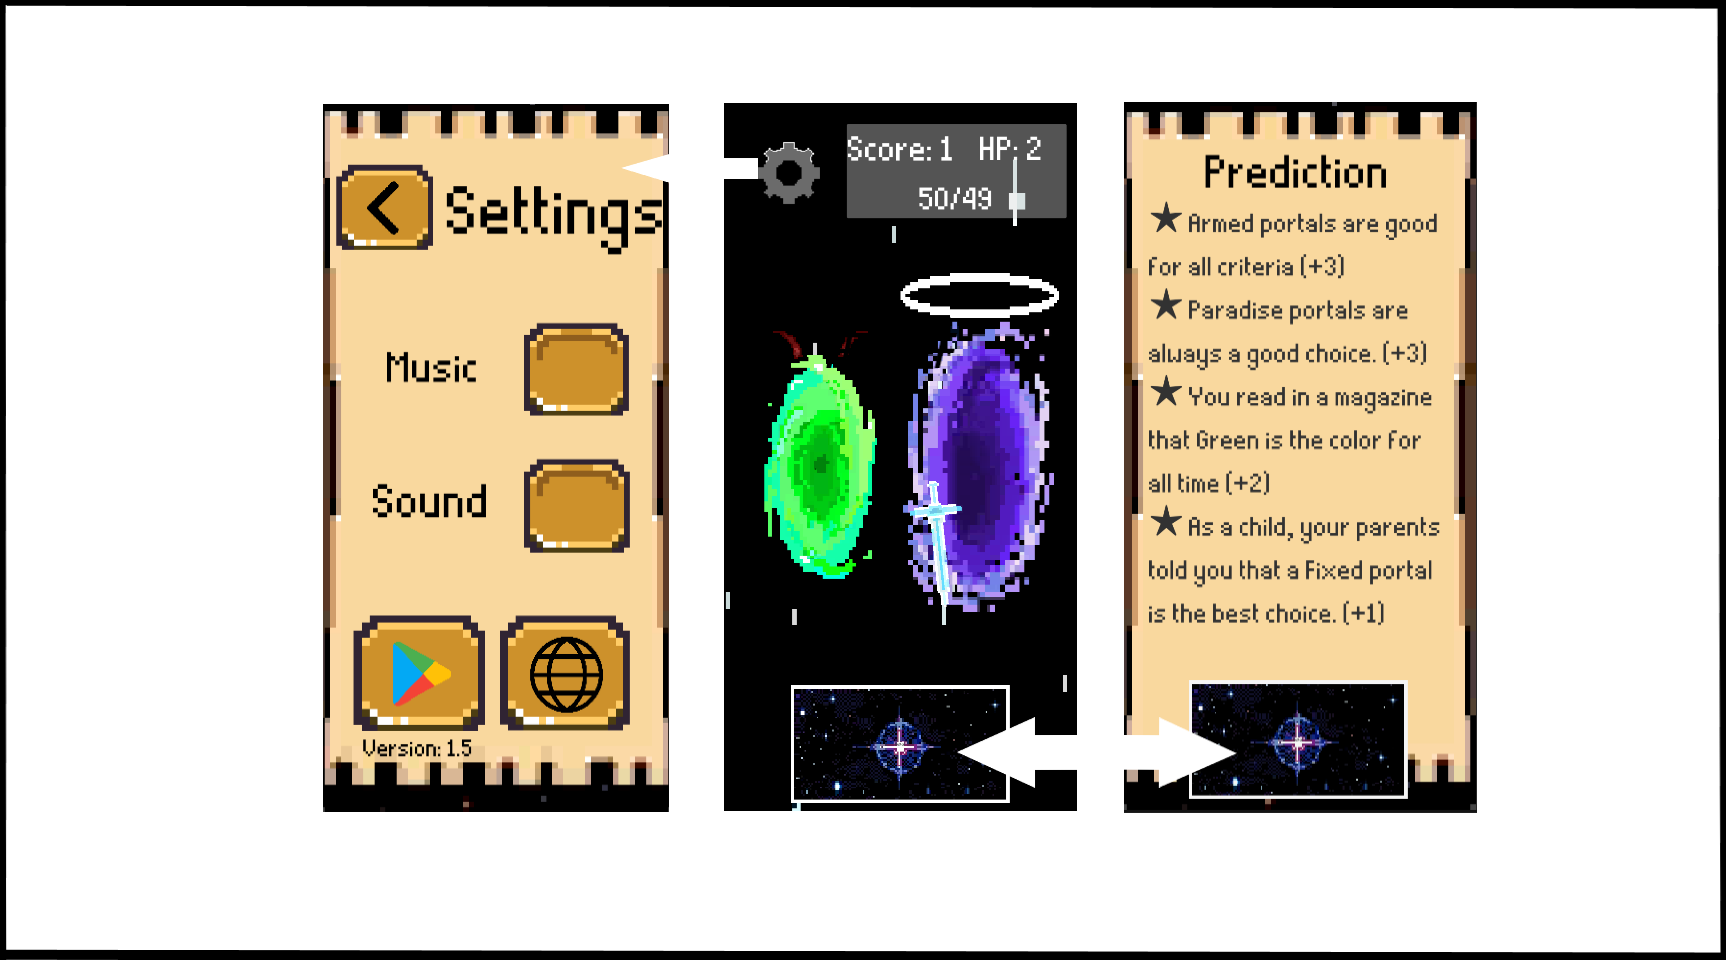 Settings
Music
Sound
Version: 1.5
Score: 1 HP: 2
50/49
Prediction
★ Armed portals are good
for all criteria (+3)
★ Paradise portals are
always a good choice. (+3)
★ You read in a magazine
that Green is the color for
all time (+2)
★ As a child, your parents
told you that a Fixed portal
is the best choice. (+1)